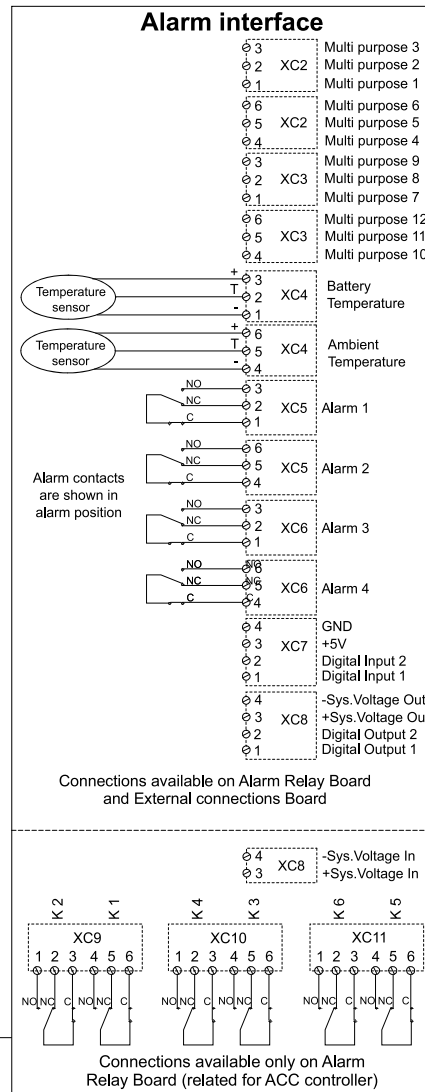 Alarm interface
3 Multi purpose 3
2 XC2 Multi purpose 2
1 Multi purpose 1
6 Multi purpose 6
5 XC2 Multi purpose 5
4 Multi purpose 4
3 Multi purpose 9
2 XC3 Multi purpose 8
1 Multi purpose 7
6 Multi purpose 12
5 XC3 Multi purpose 11
4 Multi purpose 10
+ 3
Temperature sensor T 2 XC4 Battery Temperature
- 1
+ 6
Temperature sensor T 5 XC4 Ambient Temperature
- 4
NO 3
NC 2 XC5 Alarm 1
C 1
NO 6
NC 5 XC5 Alarm 2
C 4
Alarm contacts
are shown in
alarm position
NO 3
NC 2 XC6 Alarm 3
C 1
NO NO 6
NC NC 5 XC6 Alarm 4
C C 4
4 GND
3 XC7 +5V
2 Digital Input 2
1 Digital Input 1
4 -Sys.Voltage Out
3 XC8 +Sys.Voltage Ou
2 Digital Output 2
1 Digital Output 1
Connections available on Alarm Relay Board
and External connections Board
4 XC8 -Sys.Voltage In
3 +Sys.Voltage In
K2 K1 K4 K3 K6 K5
XC9 XC10 XC11
1 2 3 4 5 6 1 2 3 4 5 6 1 2 3 4 5 6
NO NC C NO NC C NO NC C NO NC C NO NC C NO NC C
Connections available only on Alarm
Relay Board (related for ACC controller)